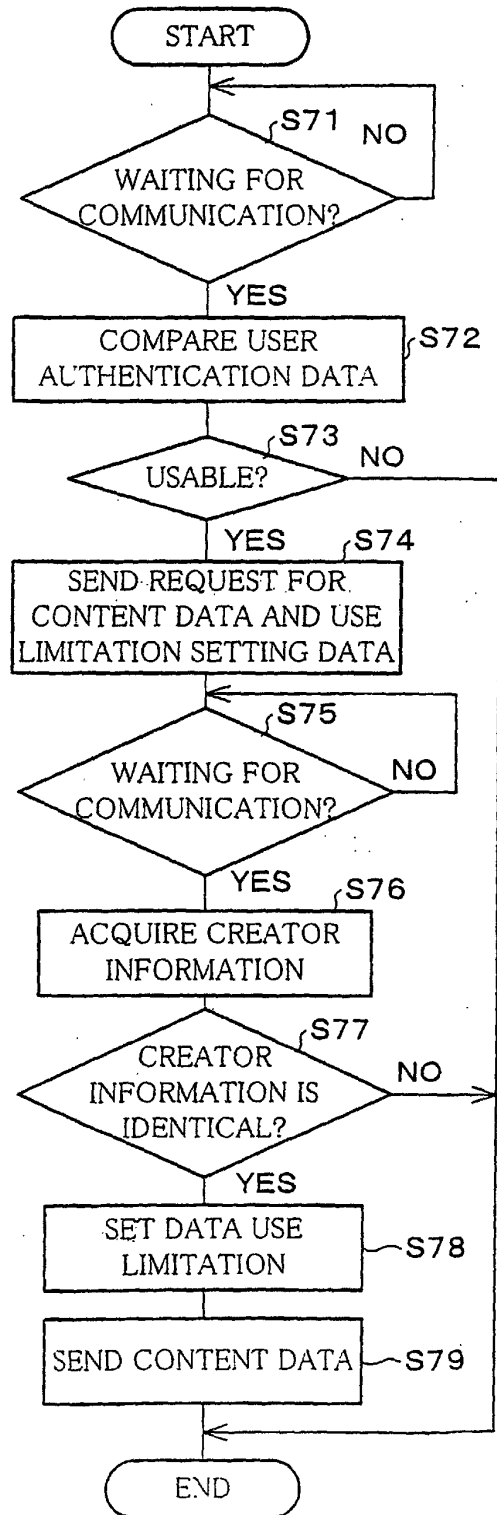 START
S71
NO
WAITING FOR
COMMUNICATION?
YES
COMPARE USER
AUTHENTICATION DATA
S72
S73
NO
USABLE?
YES
S74
SEND REQUEST FOR
CONTENT DATA AND USE
LIMITATION SETTING DATA
S75
WAITING FOR
COMMUNICATION?
NO
YES
S76
ACQUIRE CREATOR
INFORMATION
S77
CREATOR
INFORMATION IS
IDENTICAL?
NO
YES
SET DATA USE
LIMITATION
S78
SEND CONTENT DATA
S79
END